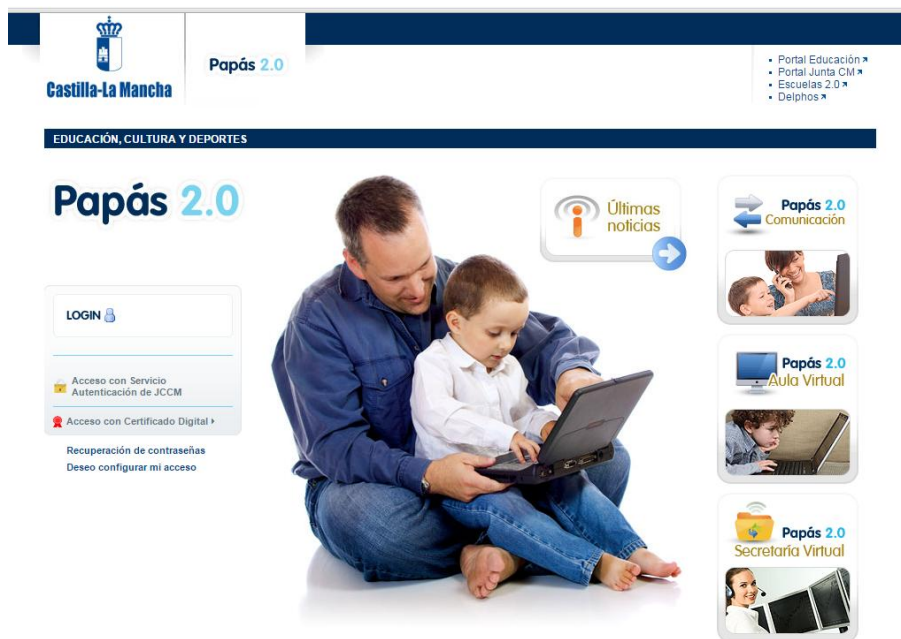 Castilla-La Mancha
Papás 2.0
Portal Educación
Portal Junta CM
Escuelas 2.0
Delphos
EDUCACIÓN, CULTURA Y DEPORTES
Papás 2.0
LOGIN
Acceso con Servicio
Autenticación de JCCM
Acceso con Certificado Digital
Recuperación de contraseñas
Deseo configurar mi acceso
Últimas
noticias
Papás 2.0
Comunicación
Papás 2.0
Aula Virtual
Papás 2.0
Secretaría Virtual